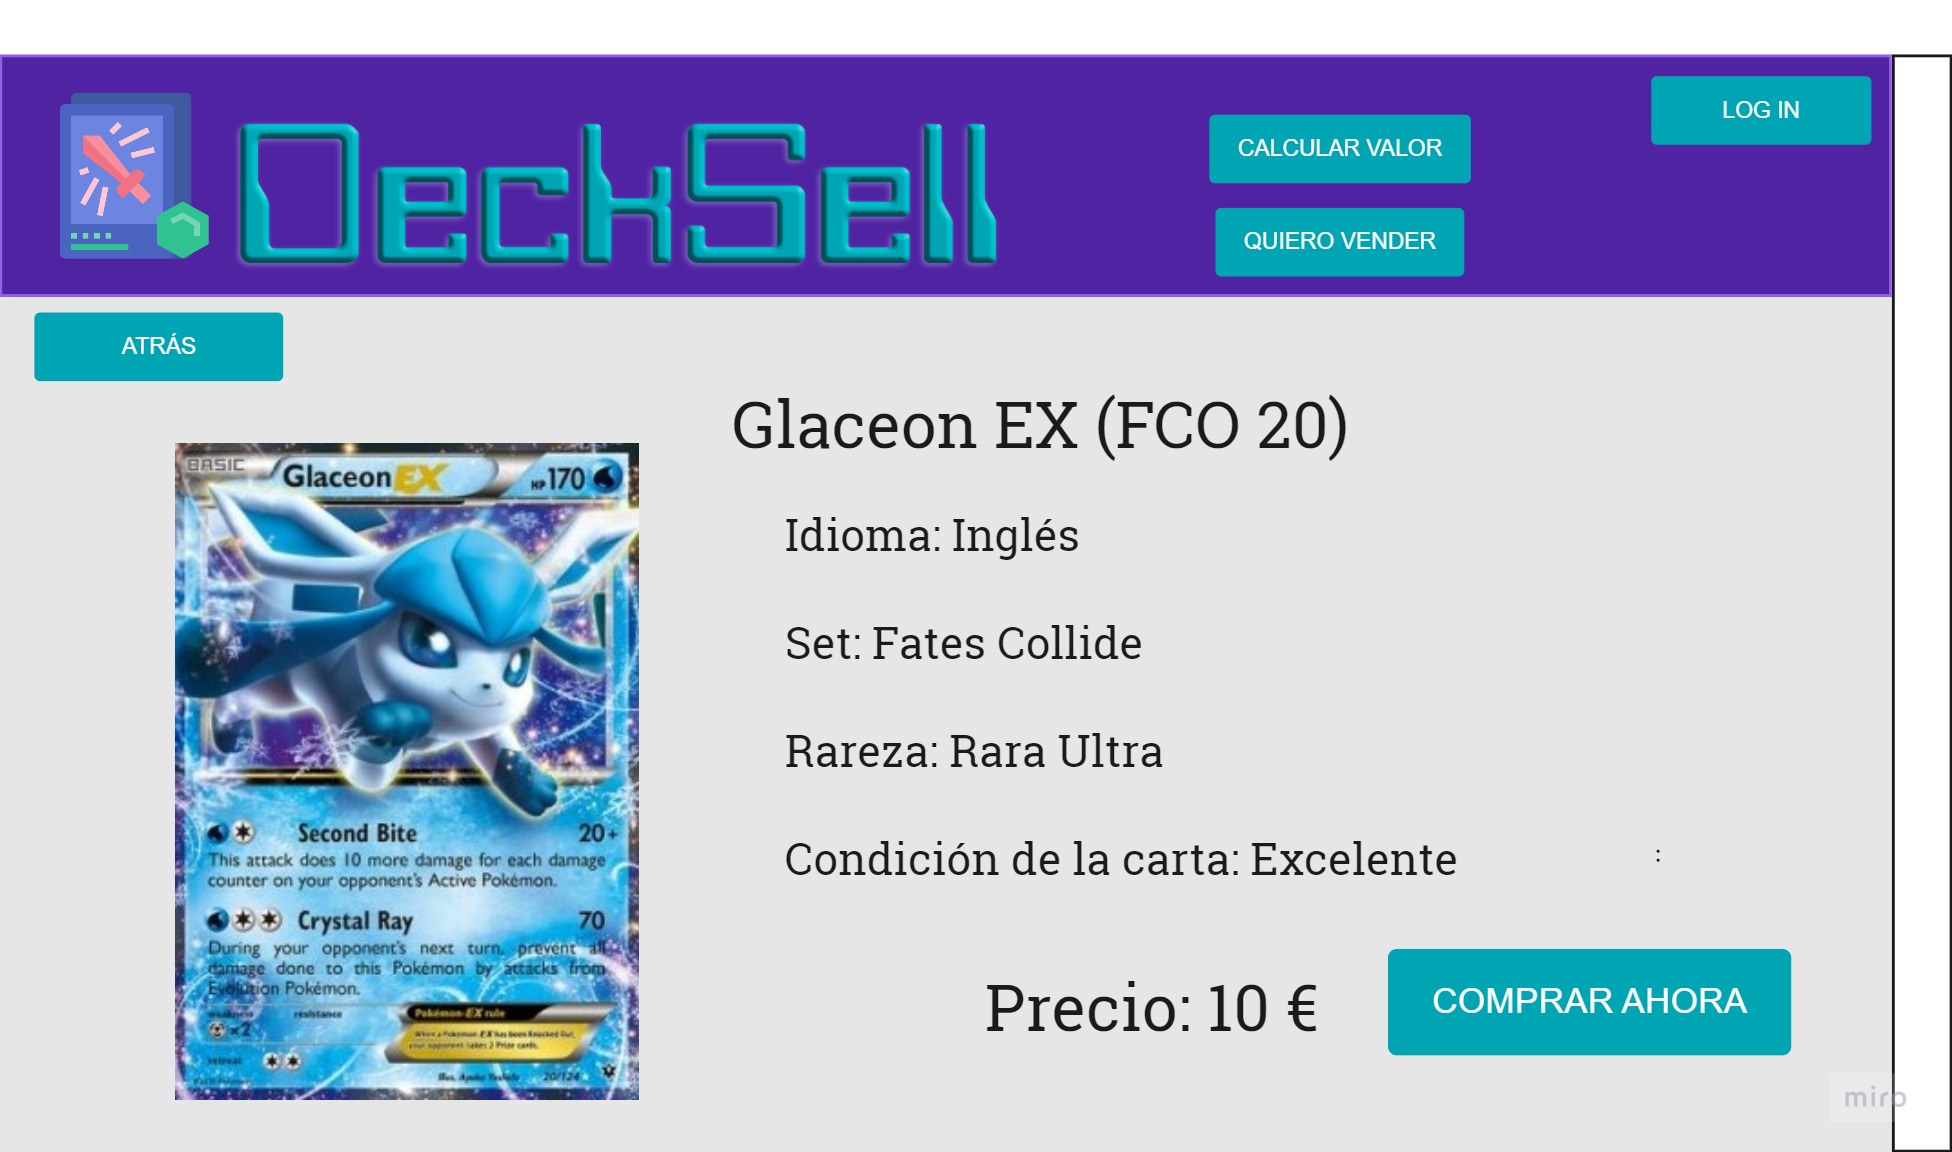 LOG IN
DeckSell
CALCULAR VALOR
QUIERO VENDER
ATRÁS
Glaceon EX (FCO 20)
BASIC
Glaceon EX HP 170
Idioma: Inglés
Set: Fates Collide
Rareza: Rara Ultra
Second Bite 20+
This attack does 10 more damage for each damage
counter on your opponent's Active Pokémon.
Condición de la carta: Excelente
:
Crystal Ray 70
During your opponent's next turn, prevent all
damage done to this Pokémon by attacks from
Evolution Pokémon.
weakness resistance
×2
Pokémon-EX rule
When a Pokémon-EX has been Knocked Out,
your opponent takes 2 Prize cards.
retreat
20/124
Precio: 10 €
COMPRAR AHORA
miro